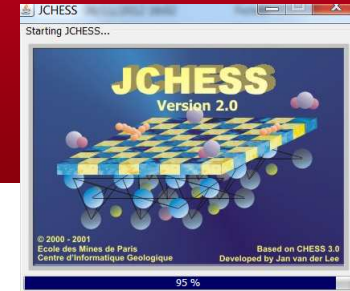 JCHESS
Starting JCHESS...
JCHESS
Version 2.0
© 2000 - 2001
Ecole des Mines de Paris
Centre d'Informatique Geologique
Based on CHESS 3.0
Developed by Jan van der Lee
95 %